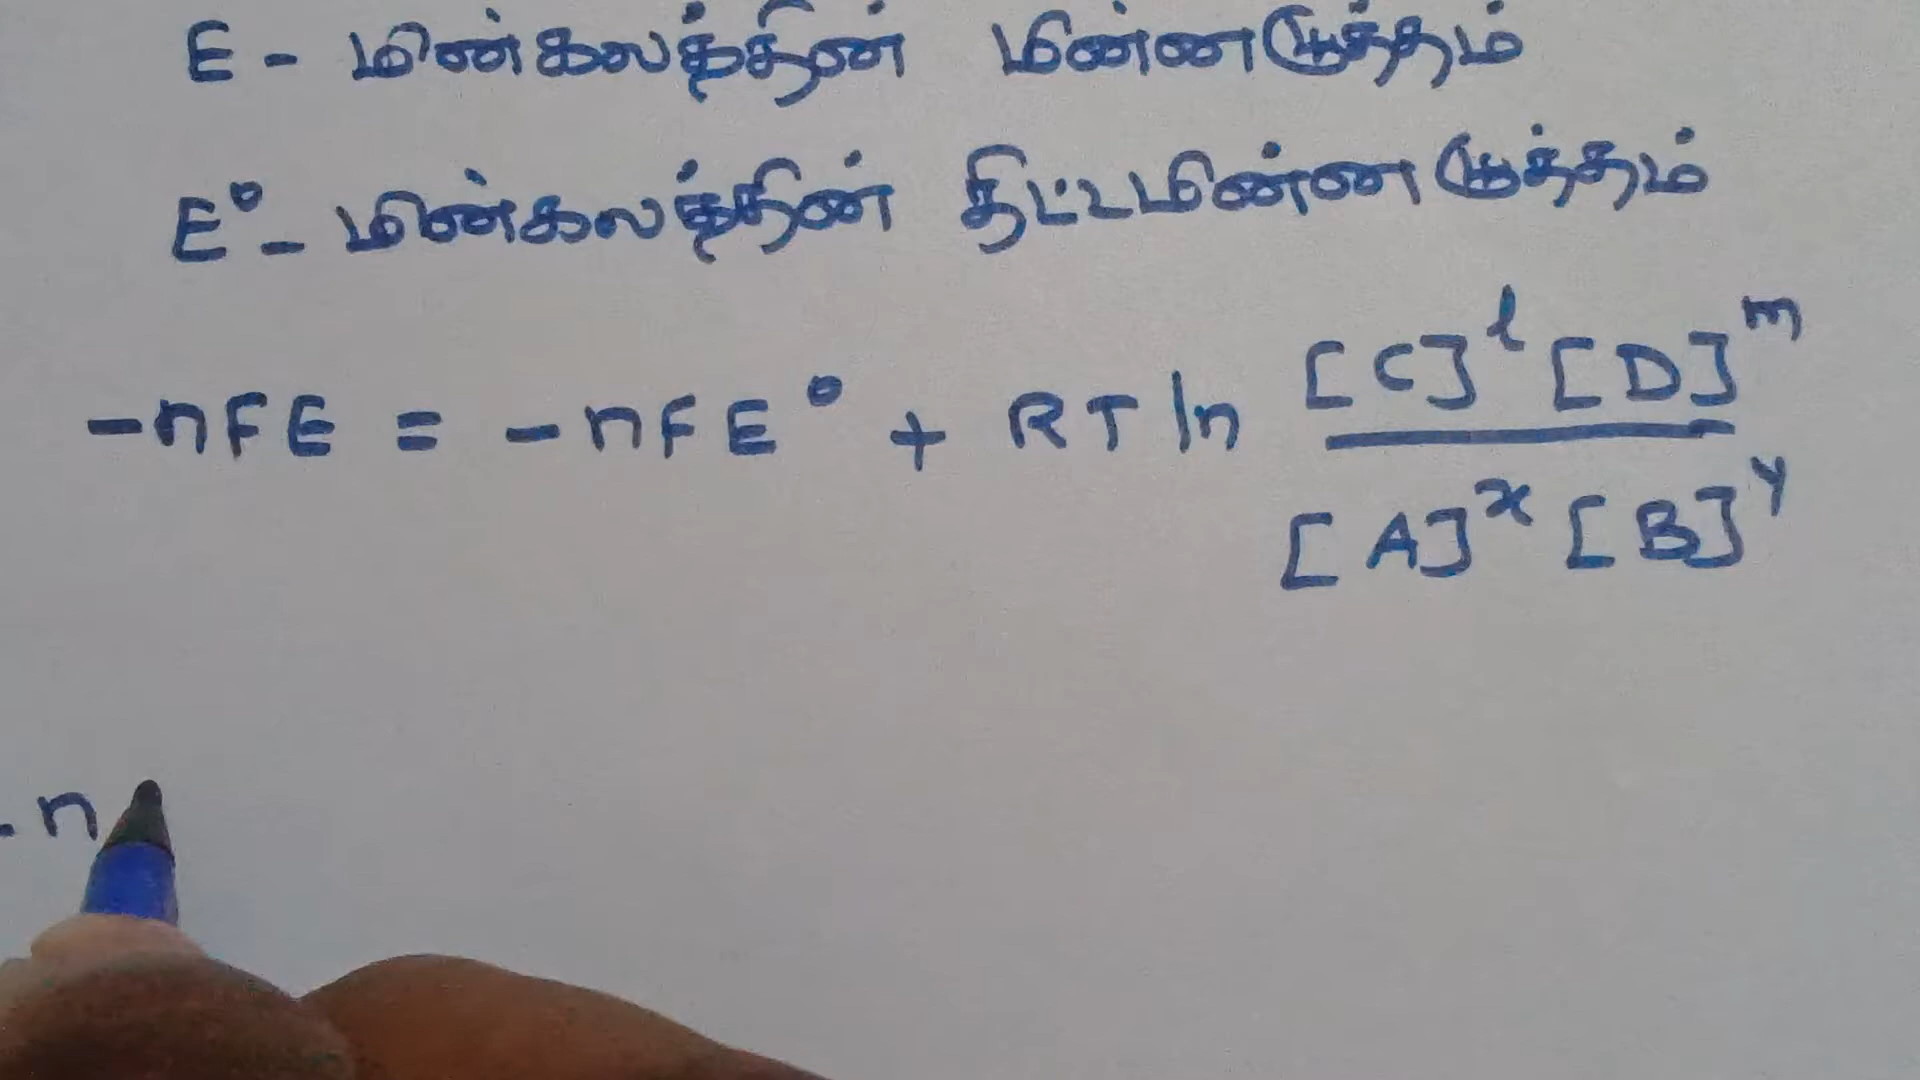 E - மின்கலத்தின் மின்னழுத்தம்
E° - மின்கலத்தின் திட்டமின்னழுத்தம்
-nFE = -nFE° + RT ln [C]^l [D]^m / [A]^x [B]^y
-n